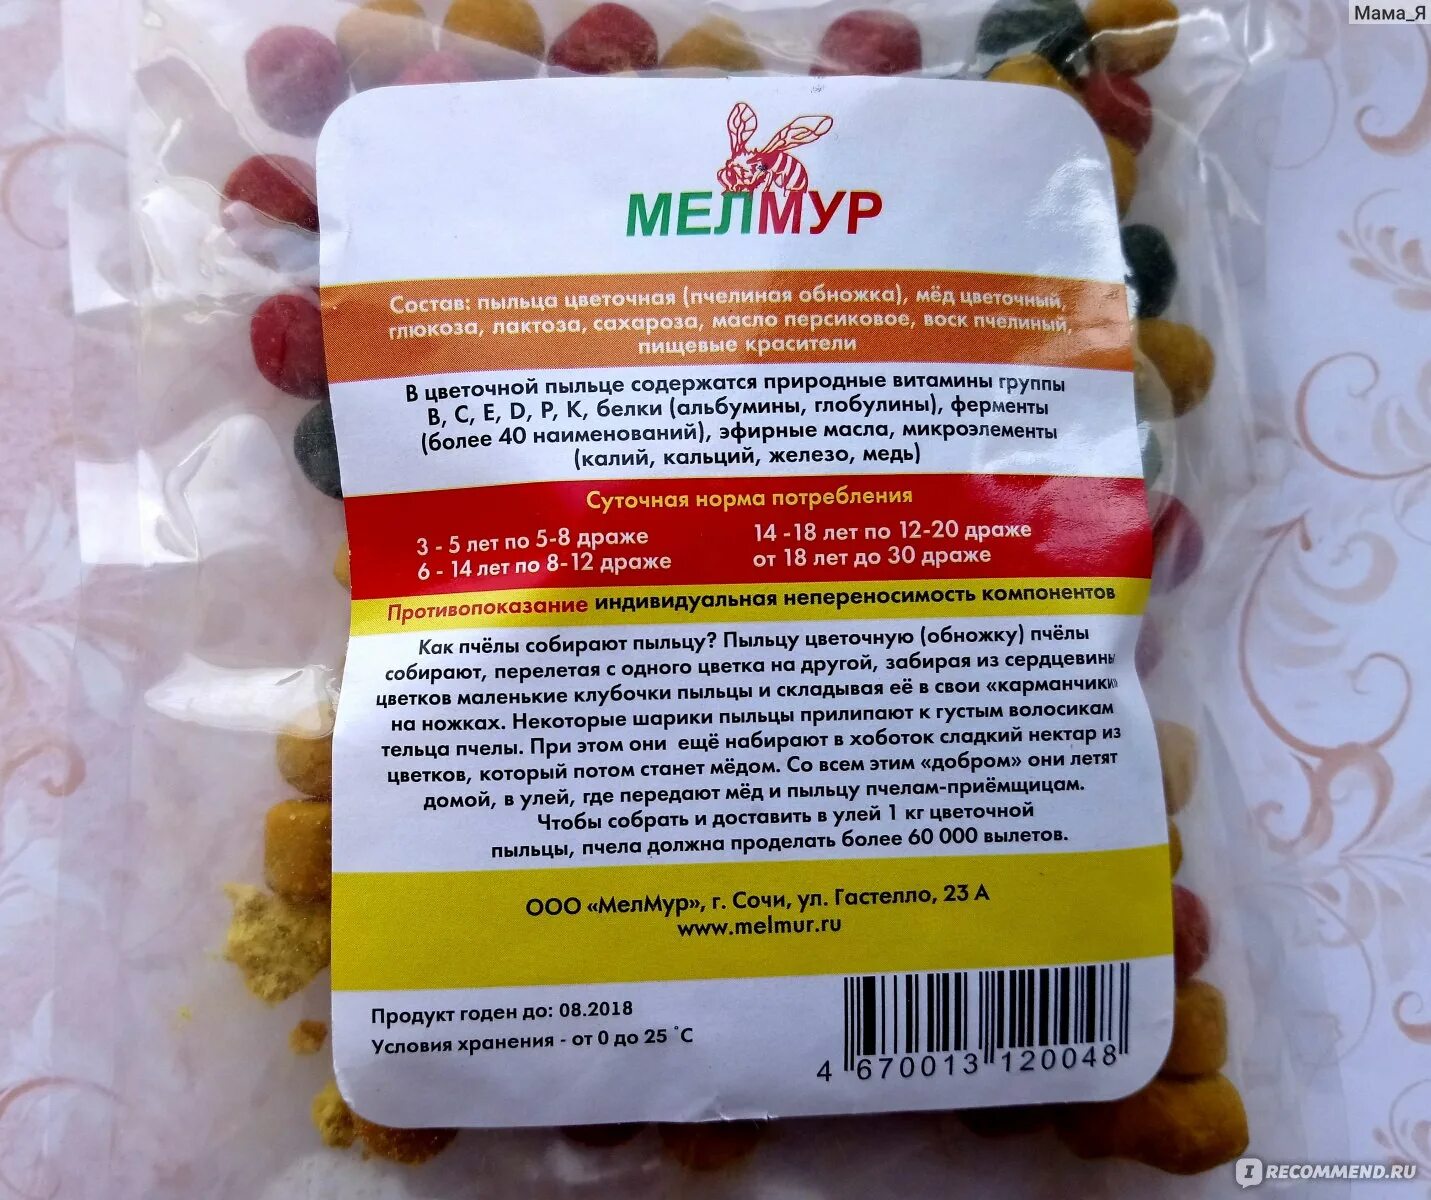 Мама_Я
МЕЛМУР
Состав: пыльца цветочная (пчелиная обножка), мёд цветочный,
глюкоза, лактоза, сахароза, масло персиковое, воск пчелиный,
пищевые красители
В цветочной пыльце содержатся природные витамины группы
B, C, E, D, P, K, белки (альбумины, глобулины), ферменты
(более 40 наименований), эфирные масла, микроэлементы
(калий, кальций, железо, медь)
Суточная норма потребления
3 - 5 лет по 5-8 драже
6 - 14 лет по 8-12 драже
14 -18 лет по 12-20 драже
от 18 лет до 30 драже
Противопоказание индивидуальная непереносимость компонентов
Как пчёлы собирают пыльцу? Пыльцу цветочную (обножку) пчёлы
собирают, перелетая с одного цветка на другой, забирая из сердцевины
цветков маленькие клубочки пыльцы и складывая её в свои «карманчики»
на ножках. Некоторые шарики пыльцы прилипают к густым волосикам
тельца пчелы. При этом они ещё набирают в хоботок сладкий нектар из
цветков, который потом станет мёдом. Со всем этим «добром» они летят
домой, в улей, где передают мёд и пыльцу пчелам-приёмщицам.
Чтобы собрать и доставить в улей 1 кг цветочной
пыльцы, пчела должна проделать более 60 000 вылетов.
ООО «МелМур», г. Сочи, ул. Гастелло, 23 А
www.melmur.ru
Продукт годен до: 08.2018
Условия хранения - от 0 до 25 °C
4 670013 120048
IRECOMMEND.RU